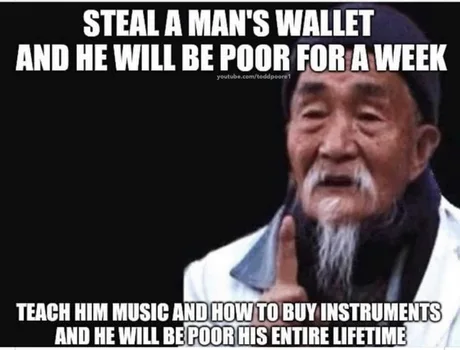 STEAL A MAN'S WALLET
AND HE WILL BE POOR FOR A WEEK
youtube.com/toddpoore1
TEACH HIM MUSIC AND HOW TO BUY INSTRUMENTS
AND HE WILL BE POOR HIS ENTIRE LIFETIME